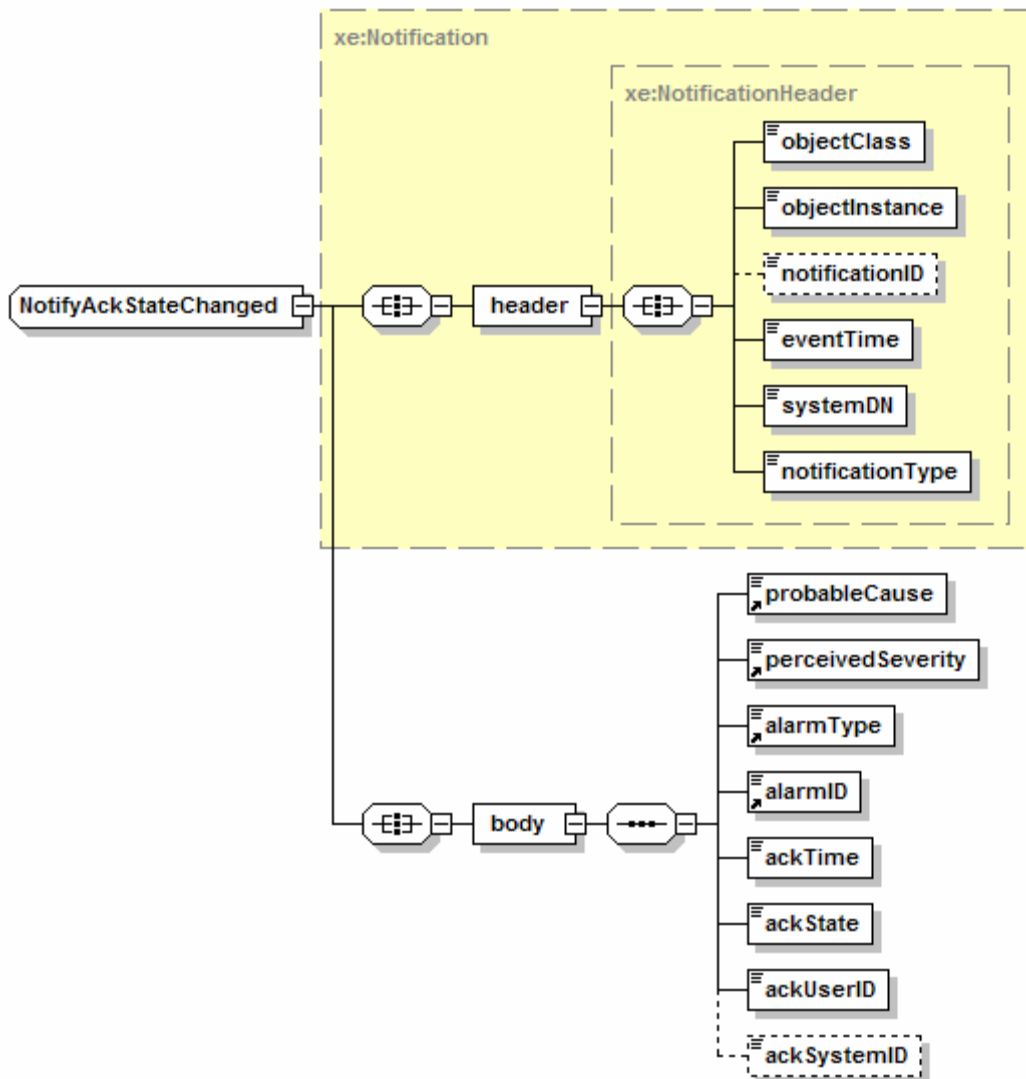 xe:Notification
xe:NotificationHeader
objectClass
objectInstance
notificationID
NotifyAckStateChanged
header
eventTime
systemDN
notificationType
probableCause
perceivedSeverity
alarmType
alarmID
body
ackTime
ackState
ackUserID
ackSystemID